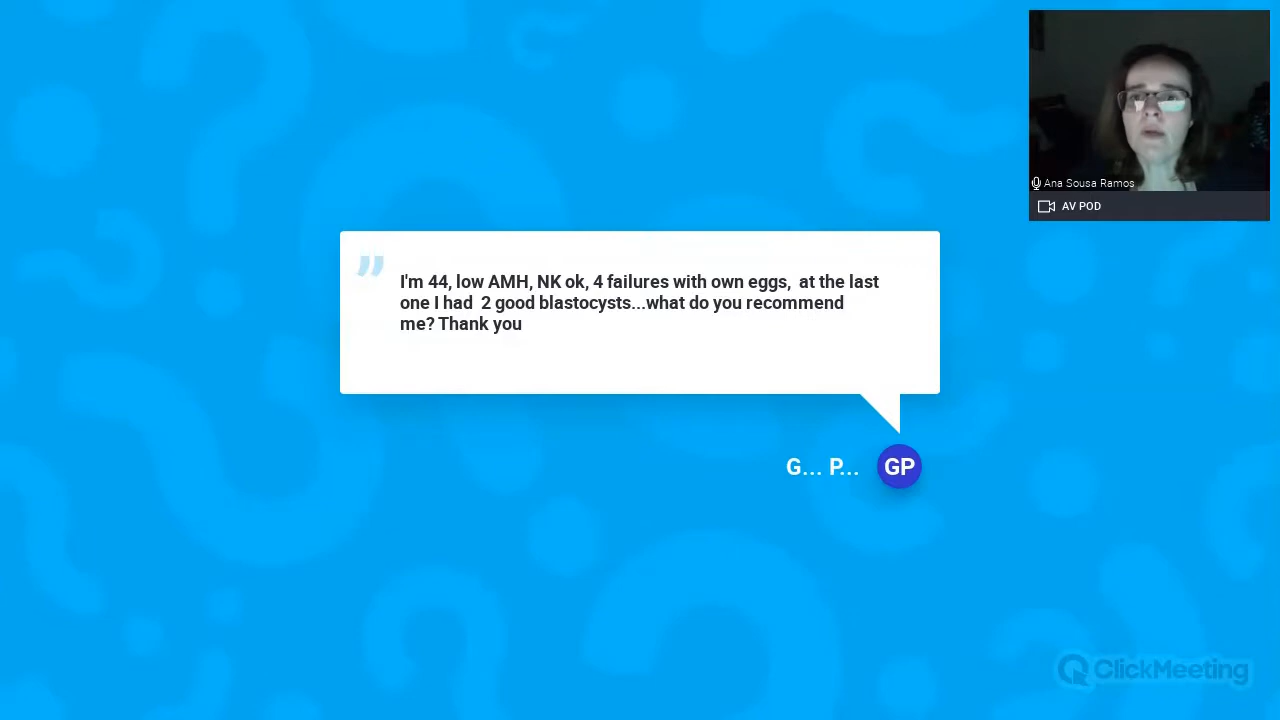 Ana Sousa Ramos
AV POD
I'm 44, low AMH, NK ok, 4 failures with own eggs,  at the last
one I had  2 good blastocysts...what do you recommend
me? Thank you
G... P...
GP
ClickMeeting